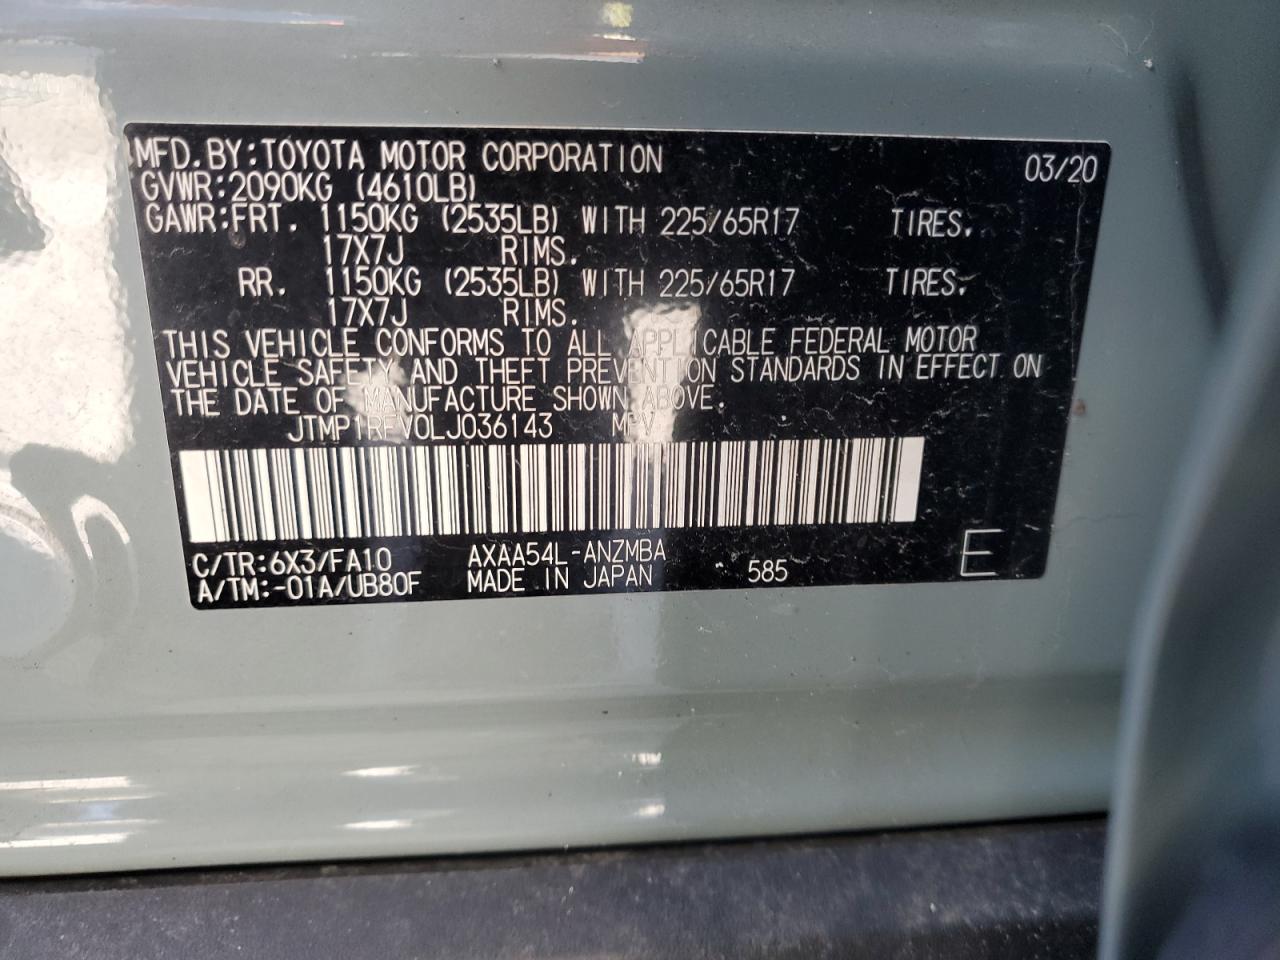 MFD.BY:TOYOTA MOTOR CORPORATION 03/20
GVWR:2090KG (4610LB)
GAWR:FRT. 1150KG (2535LB) WITH 225/65R17 TIRES,
17X7J RIMS.
RR. 1150KG (2535LB) WITH 225/65R17 TIRES,
17X7J RIMS.
THIS VEHICLE CONFORMS TO ALL APPLICABLE FEDERAL MOTOR
VEHICLE SAFETY AND THEFT PREVENTION STANDARDS IN EFFECT ON
THE DATE OF MANUFACTURE SHOWN ABOVE.
JTMP1RFV0LJ036143 MPV
C/TR:6X3/FA10 AXAA54L-ANZMBA
A/TM:-01A/UB80F MADE IN JAPAN 585 E